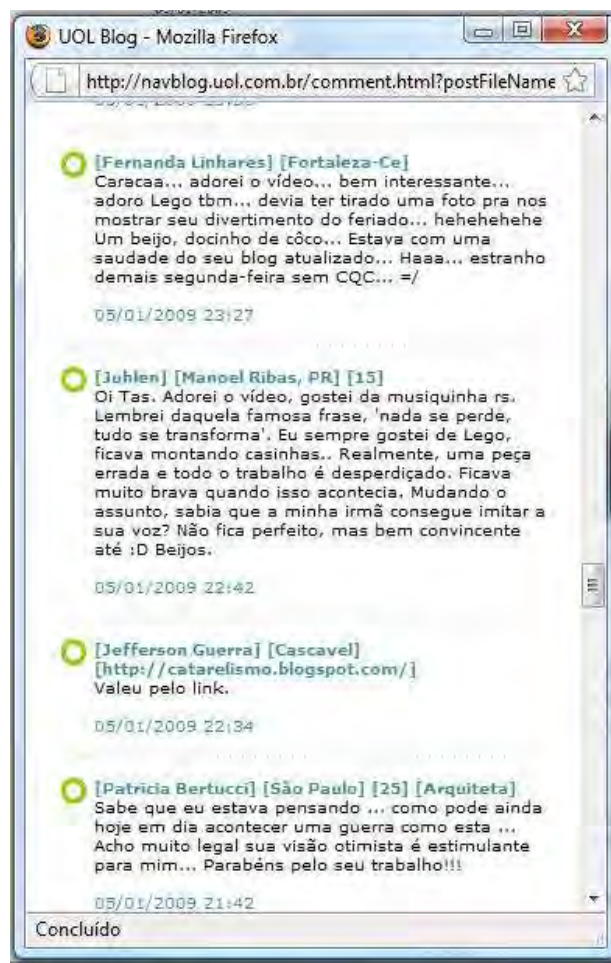 UOL Blog - Mozilla Firefox
http://navblog.uol.com.br/comment.html?postFileName
[Fernanda Linhares] [Fortaleza-Ce]
Caracaa... adorei o vídeo... bem interessante...
adoro Lego tbm... devia ter tirado uma foto pra nos
mostrar seu divertimento do feriado... hehehehehe
Um beijo, docinho de côco... Estava com uma
saudade do seu blog atualizado... Haaa... estranho
demais segunda-feira sem CQC... =/
05/01/2009 23:27
[Juhlen] [Manoel Ribas, PR] [15]
Oi Tas. Adorei o vídeo, gostei da musiquinha rs.
Lembrei daquela famosa frase, 'nada se perde,
tudo se transforma'. Eu sempre gostei de Lego,
ficava montando casinhas.. Realmente, uma peça
errada e todo o trabalho é desperdiçado. Ficava
muito brava quando isso acontecia. Mudando o
assunto, sabia que a minha irmã consegue imitar a
sua voz? Não fica perfeito, mas bem convincente
até :D Beijos.
05/01/2009 22:42
[Jefferson Guerra] [Cascavel]
[http://catarelismo.blogspot.com/]
Valeu pelo link.
05/01/2009 22:34
[Patricia Bertucci] [São Paulo] [25] [Arquiteta]
Sabe que eu estava pensando ... como pode ainda
hoje em dia acontecer uma guerra como esta ...
Acho muito legal sua visão otimista é estimulante
para mim... Parabéns pelo seu trabalho!!!
05/01/2009 21:42
Concluído